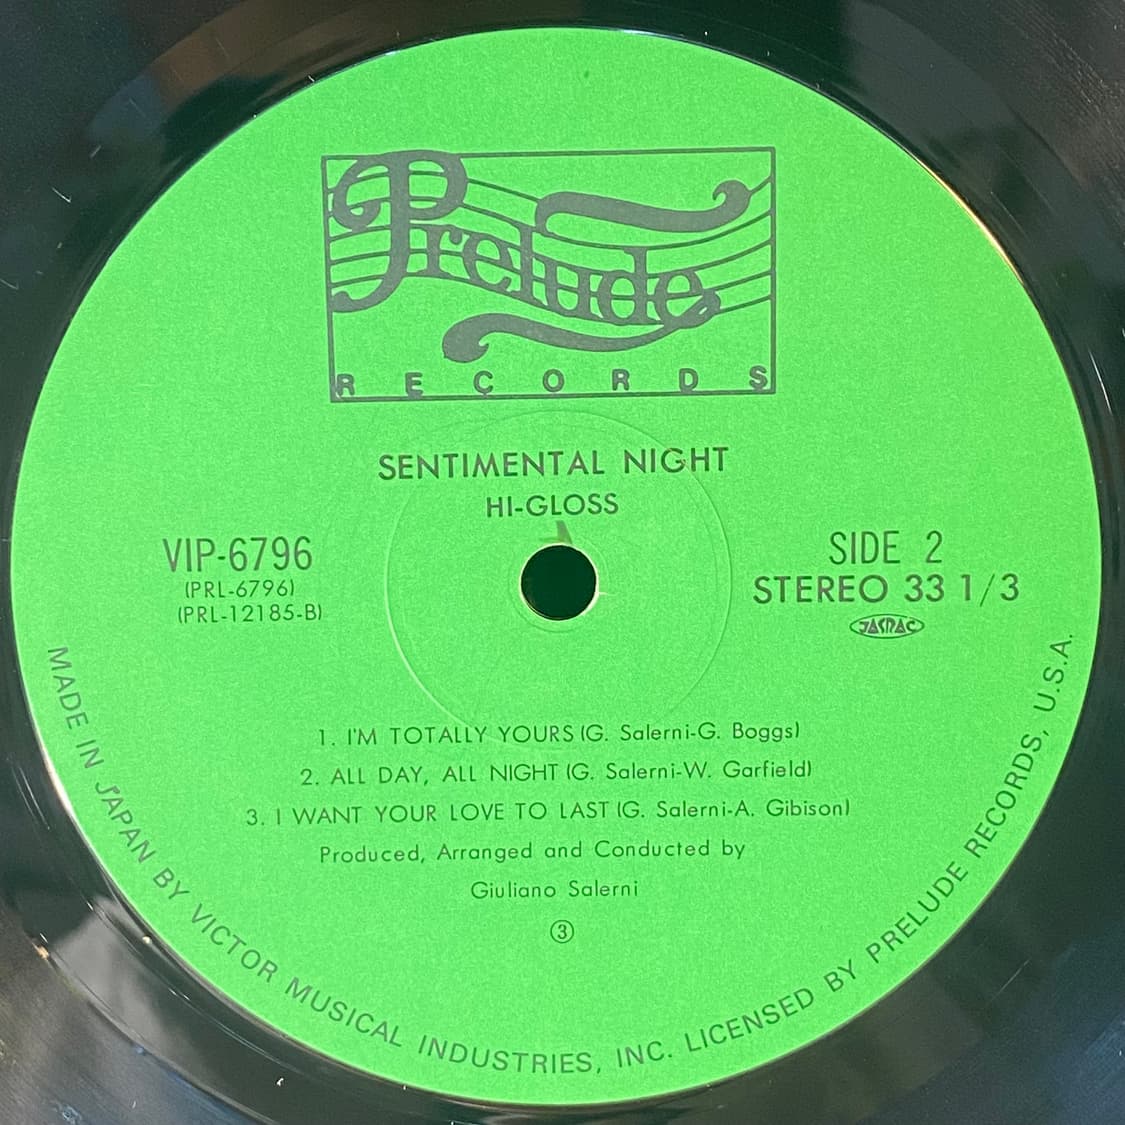 Prelude
RECORDS
SENTIMENTAL NIGHT
HI-GLOSS
VIP-6796
(PRL-6796)
(PRL-12185-B)
SIDE 2
STEREO 33 1/3
JASRAC
1. I'M TOTALLY YOURS (G. Salerni-G. Boggs)
2. ALL DAY, ALL NIGHT (G. Salerni-W. Garfield)
3. I WANT YOUR LOVE TO LAST (G. Salerni-A. Gibison)
Produced, Arranged and Conducted by
Giuliano Salerni
③
MADE IN JAPAN BY VICTOR MUSICAL INDUSTRIES, INC. LICENSED BY PRELUDE RECORDS, U.S.A.